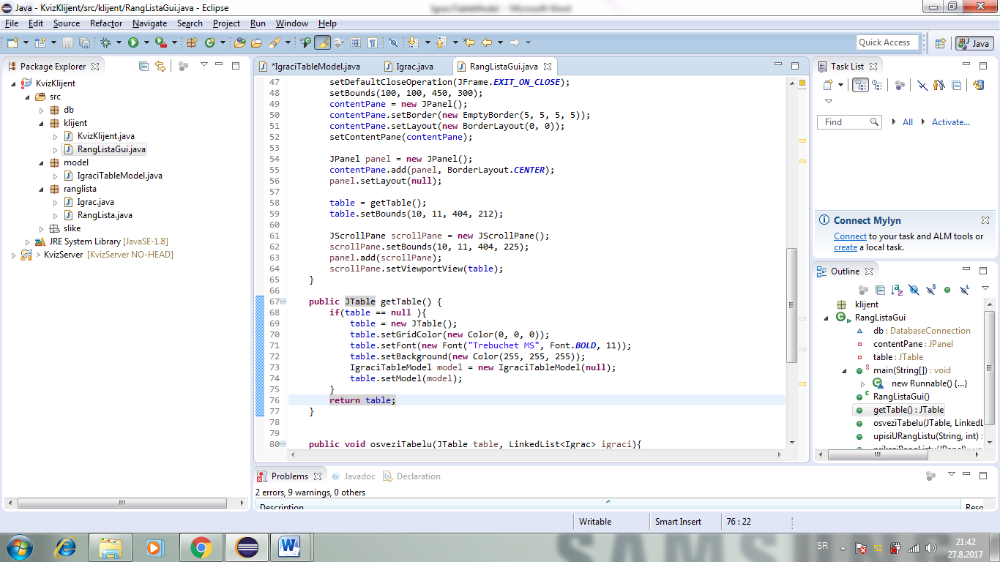 Java - KvizKlijent/src/klijent/RangListaGui.java - Eclipse
IgraciTableModel - Microsoft Word
File Edit Source Refactor Navigate Search Project Run Window Help
Quick Access
Java
Package Explorer
KvizKlijent
src
db
klijent
KvizKlijent.java
RangListaGui.java
model
IgraciTableModel.java
ranglista
Igrac.java
RangLista.java
slike
JRE System Library [JavaSE-1.8]
> KvizServer [KvizServer NO-HEAD]
*IgraciTableModel.java Igrac.java RangListaGui.java
47 setDefaultCloseOperation(JFrame.EXIT_ON_CLOSE);
48 setBounds(100, 100, 450, 300);
49 contentPane = new JPanel();
50 contentPane.setBorder(new EmptyBorder(5, 5, 5, 5));
51 contentPane.setLayout(new BorderLayout(0, 0));
52 setContentPane(contentPane);
53
54 JPanel panel = new JPanel();
55 contentPane.add(panel, BorderLayout.CENTER);
56 panel.setLayout(null);
57
58 table = getTable();
59 table.setBounds(10, 11, 404, 212);
60
61 JScrollPane scrollPane = new JScrollPane();
62 scrollPane.setBounds(10, 11, 404, 225);
63 panel.add(scrollPane);
64 scrollPane.setViewportView(table);
65 }
66
67 public JTable getTable() {
68 if(table == null ){
69 table = new JTable();
70 table.setGridColor(new Color(0, 0, 0));
71 table.setFont(new Font("Trebuchet MS", Font.BOLD, 11));
72 table.setBackground(new Color(255, 255, 255));
73 IgraciTableModel model = new IgraciTableModel(null);
74 table.setModel(model);
75 }
76 return table;
77 }
78
79
80 public void osveziTabelu(JTable table, LinkedList<Igrac> igraci){
Task List
Find All Activate...
Connect Mylyn
Connect to your task and ALM tools or
create a local task.
Outline
klijent
RangListaGui
db : DatabaseConnection
contentPane : JPanel
table : JTable
main(String[]) : void
new Runnable() {...}
RangListaGui()
getTable() : JTable
osveziTabelu(JTable, LinkedL
upisiURangListu(String, int) :
Problems Javadoc Declaration
2 errors, 9 warnings, 0 others
Description Reso
Writable Smart Insert 76 : 22
SAMSUNG
SR 52 21:42
27.8.2017